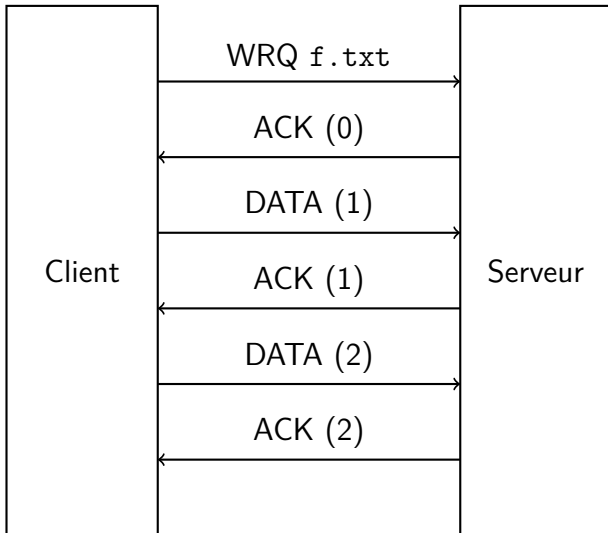 WRQ f.txt
ACK (0)
DATA (1)
Client
ACK (1)
Serveur
DATA (2)
ACK (2)